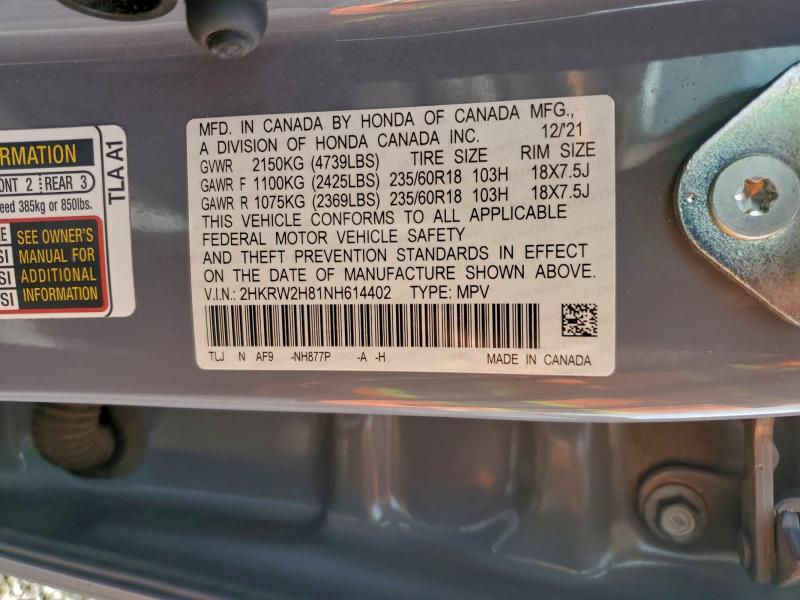 RMATION
ONT 2 REAR 3
eed 385kg or 850lbs.
TLA A1
SEE OWNER'S
MANUAL FOR
ADDITIONAL
INFORMATION
RE
SI
SI
SI
MFD. IN CANADA BY HONDA OF CANADA MFG.,
A DIVISION OF HONDA CANADA INC. 12/'21
GVWR 2150KG (4739LBS) TIRE SIZE RIM SIZE
GAWR F 1100KG (2425LBS) 235/60R18 103H 18X7.5J
GAWR R 1075KG (2369LBS) 235/60R18 103H 18X7.5J
THIS VEHICLE CONFORMS TO ALL APPLICABLE
FEDERAL MOTOR VEHICLE SAFETY
AND THEFT PREVENTION STANDARDS IN EFFECT
ON THE DATE OF MANUFACTURE SHOWN ABOVE.
V.I.N.: 2HKRW2H81NH614402 TYPE: MPV
TLJ N AF9 -NH877P -A -H MADE IN CANADA